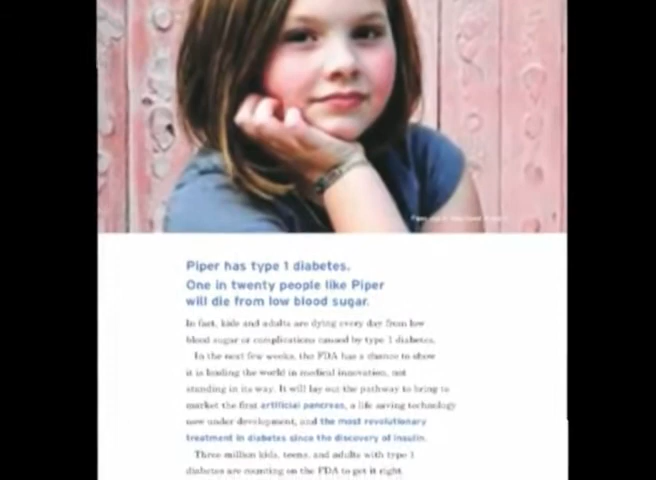 Piper has type 1 diabetes.
One in twenty people like Piper
will die from low blood sugar.
In fact, kids and adults are dying every day from low
blood sugar or complications caused by type 1 diabetes.
In the next few weeks, the FDA has a chance to show
it is leading the world in medical innovation, not
standing in its way. It will lay out the pathway to bring to
market the first artificial pancreas, a life saving technology
now under development, and the most revolutionary
treatment in diabetes since the discovery of insulin.
Three million kids, teens, and adults with type 1
diabetes are counting on the FDA to get it right.